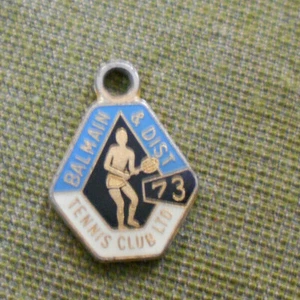 BALMAIN & DIST
73
TENNIS CLUB LTD